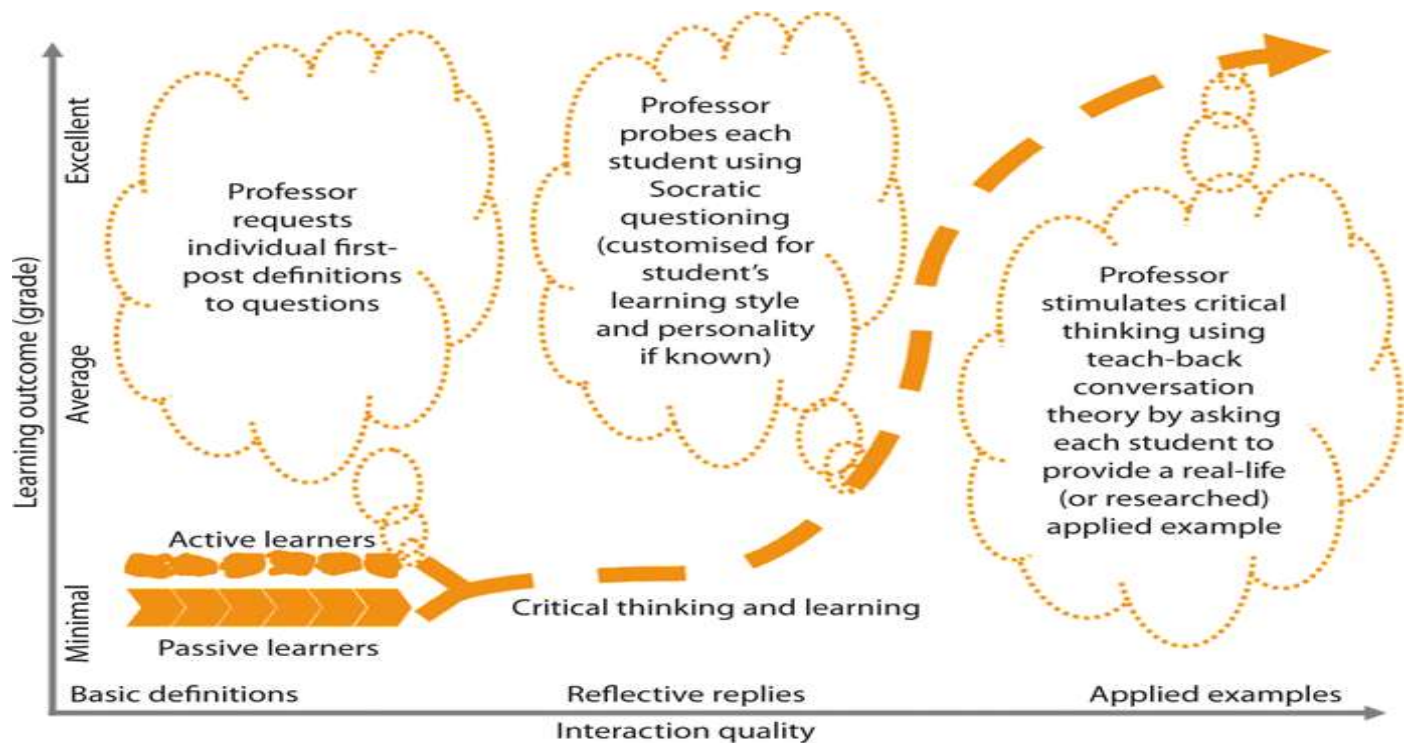 Learning outcome (grade)
Excellent
Average
Minimal
Professor
requests
individual first-
post definitions
to questions
Professor
probes each
student using
Socratic
questioning
(customised for
student’s
learning style
and personality
if known)
Professor
stimulates critical
thinking using
teach-back
conversation
theory by asking
each student to
provide a real-life
(or researched)
applied example
Active learners
Passive learners
Critical thinking and learning
Basic definitions
Reflective replies
Applied examples
Interaction quality